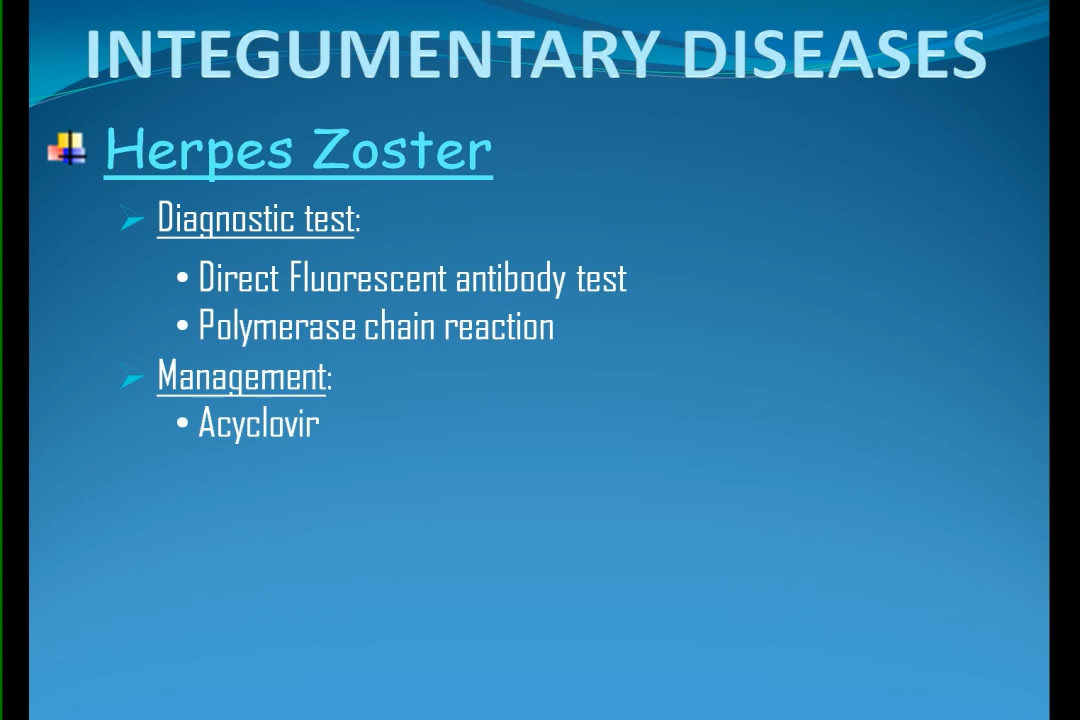 INTEGUMENTARY DISEASES
Herpes Zoster
Diagnostic test:
• Direct Fluorescent antibody test
• Polymerase chain reaction
Management:
• Acyclovir